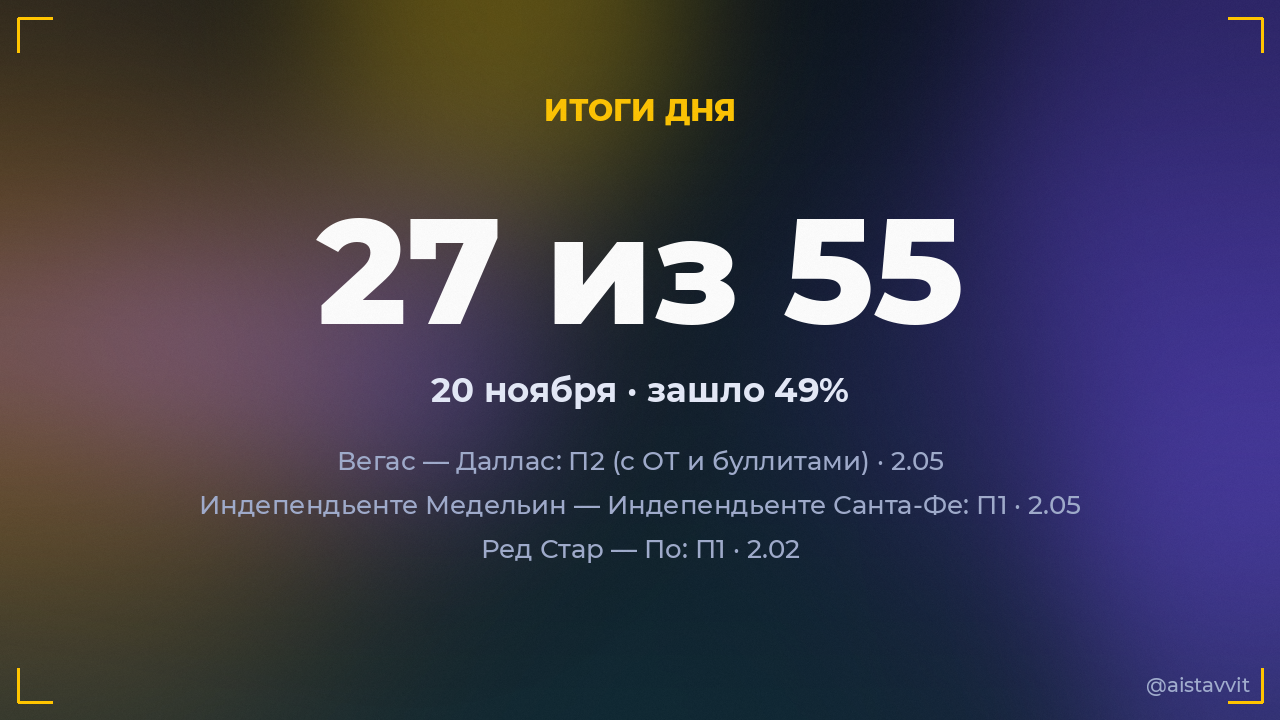 ИТОГИ ДНЯ
27 из 55
20 ноября · зашло 49%
Вегас — Даллас: П2 (с ОТ и буллитами) · 2.05
Индепендьенте Медельин — Индепендьенте Санта-Фе: П1 · 2.05
Ред Стар — По: П1 · 2.02
@aistavvit